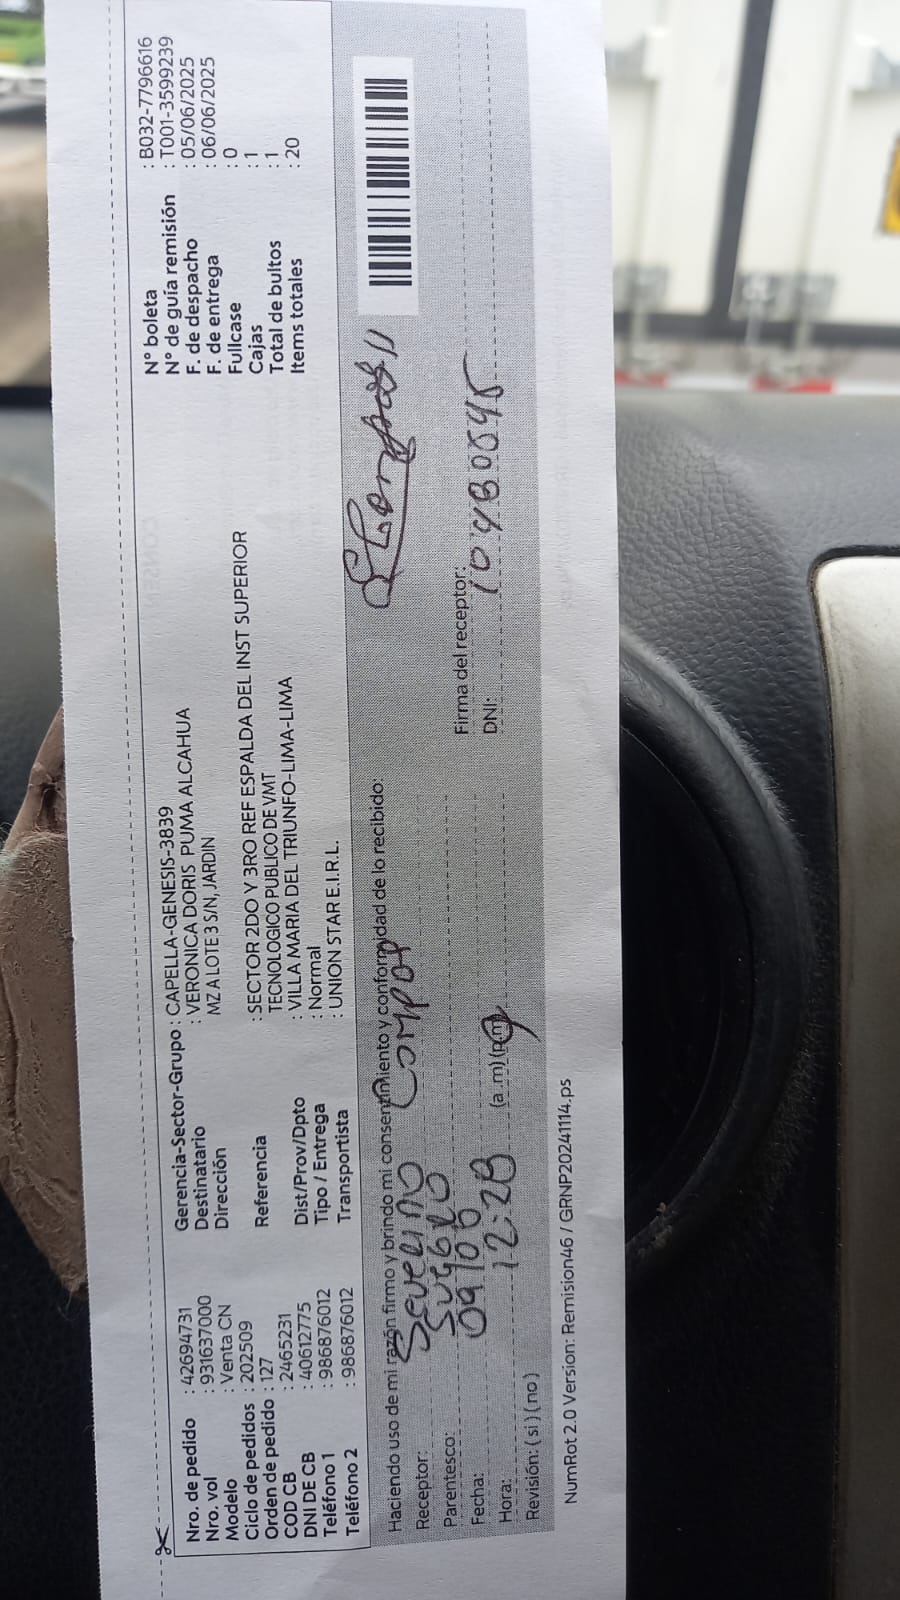 Nro. de pedido : 42694731
Nro. vol : 931637000
Modelo : Venta CN
Ciclo de pedidos : 202509
Orden de pedido : 127
COD CB : 2465231
DNI DE CB : 40612775
Teléfono 1 : 986876012
Teléfono 2 : 986876012
Gerencia-Sector-Grupo : CAPELLA-GENESIS-3839
Destinatario : VERONICA DORIS PUMA ALCAHUA
Dirección MZ A LOTE 3 S/N, JARDIN
Referencia : SECTOR 2DO Y 3RO REF ESPALDA DEL INST SUPERIOR
TECNOLOGICO PUBLICO DE VMT
Dist/Prov/Dpto : VILLA MARIA DEL TRIUNFO-LIMA-LIMA
Tipo / Entrega : Normal
Transportista : UNION STAR E.I.R.L.
N° boleta : B032-7796616
N° de guía remisión : T001-3599239
F. de despacho : 05/06/2025
F. de entrega : 06/06/2025
Fullcase : 0
Cajas : 1
Total de bultos : 1
Items totales : 20
Haciendo uso de mi razón firmo y brindo mi consentimiento y conformidad de lo recibido:
Receptor: Severino
Parentesco: Suegro
Fecha:
Hora: 12:28 (a.m) (p.m)
Revisión: ( si ) ( no )
Firma del receptor:
DNI:
NumRot 2.0 Version: Remision46 / GRNP20241114.ps